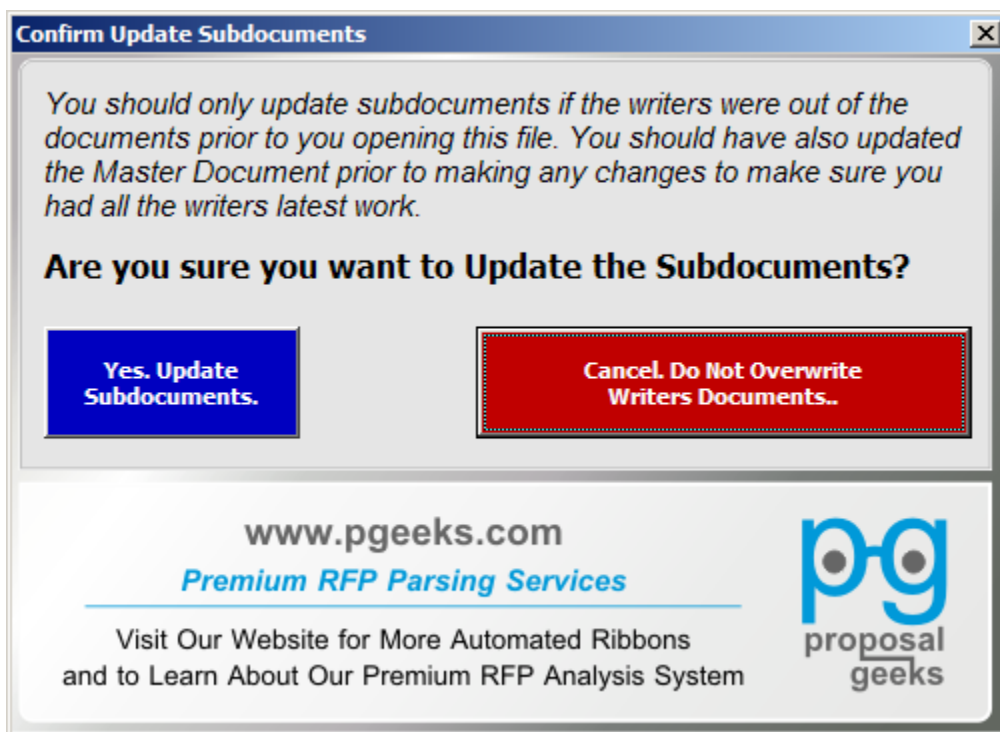 Confirm Update Subdocuments
You should only update subdocuments if the writers were out of the
documents prior to you opening this file. You should have also updated
the Master Document prior to making any changes to make sure you
had all the writers latest work.
Are you sure you want to Update the Subdocuments?
Yes. Update
Subdocuments.
Cancel. Do Not Overwrite
Writers Documents..
www.pgeeks.com
Premium RFP Parsing Services
Visit Our Website for More Automated Ribbons
and to Learn About Our Premium RFP Analysis System
pg
proposal
geeks